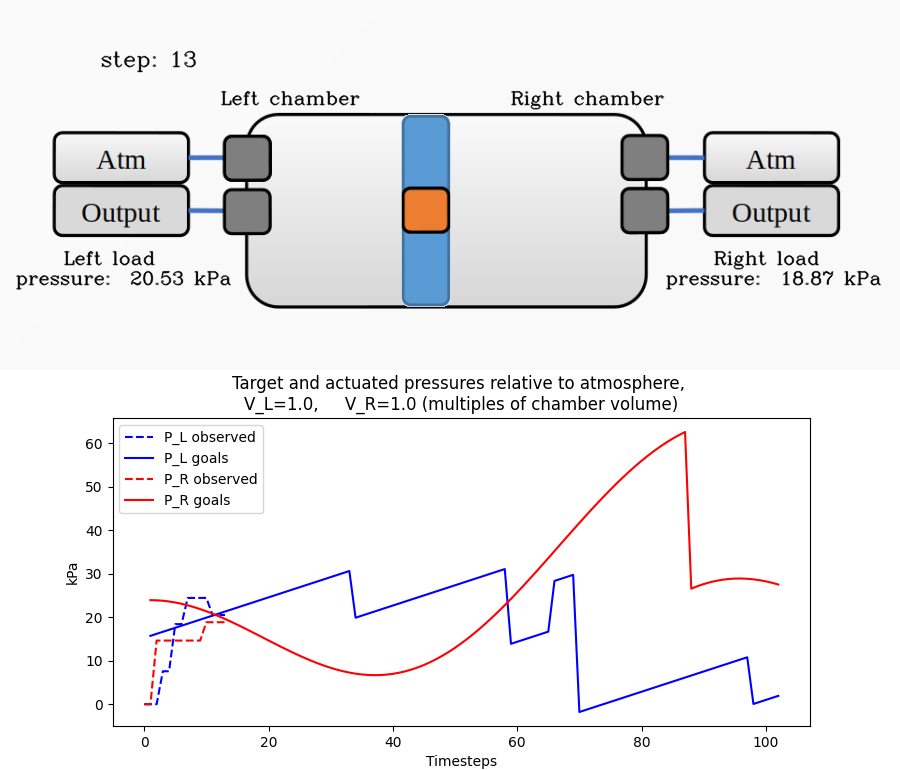 step: 13
Left chamber
Right chamber
Atm
Atm
Output
Output
Left load
pressure: 20.53 kPa
Right load
pressure: 18.87 kPa
Target and actuated pressures relative to atmosphere,
V_L=1.0, V_R=1.0 (multiples of chamber volume)
P_L observed
P_L goals
P_R observed
P_R goals
60
50
40
30
20
10
0
kPa
0 20 40 60 80 100
Timesteps